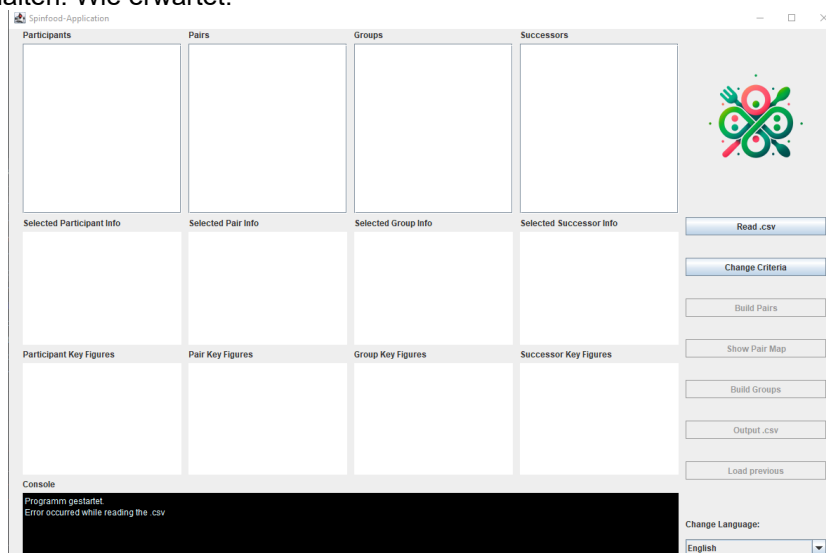 alten. Wie erwartet.
Spinfood-Application
Participants Pairs Groups Successors
Selected Participant Info Selected Pair Info Selected Group Info Selected Successor Info
Read .csv
Change Criteria
Build Pairs
Participant Key Figures Pair Key Figures Group Key Figures Successor Key Figures
Show Pair Map
Build Groups
Output .csv
Load previous
Console
Programm gestartet.
Error occurred while reading the .csv
Change Language:
English